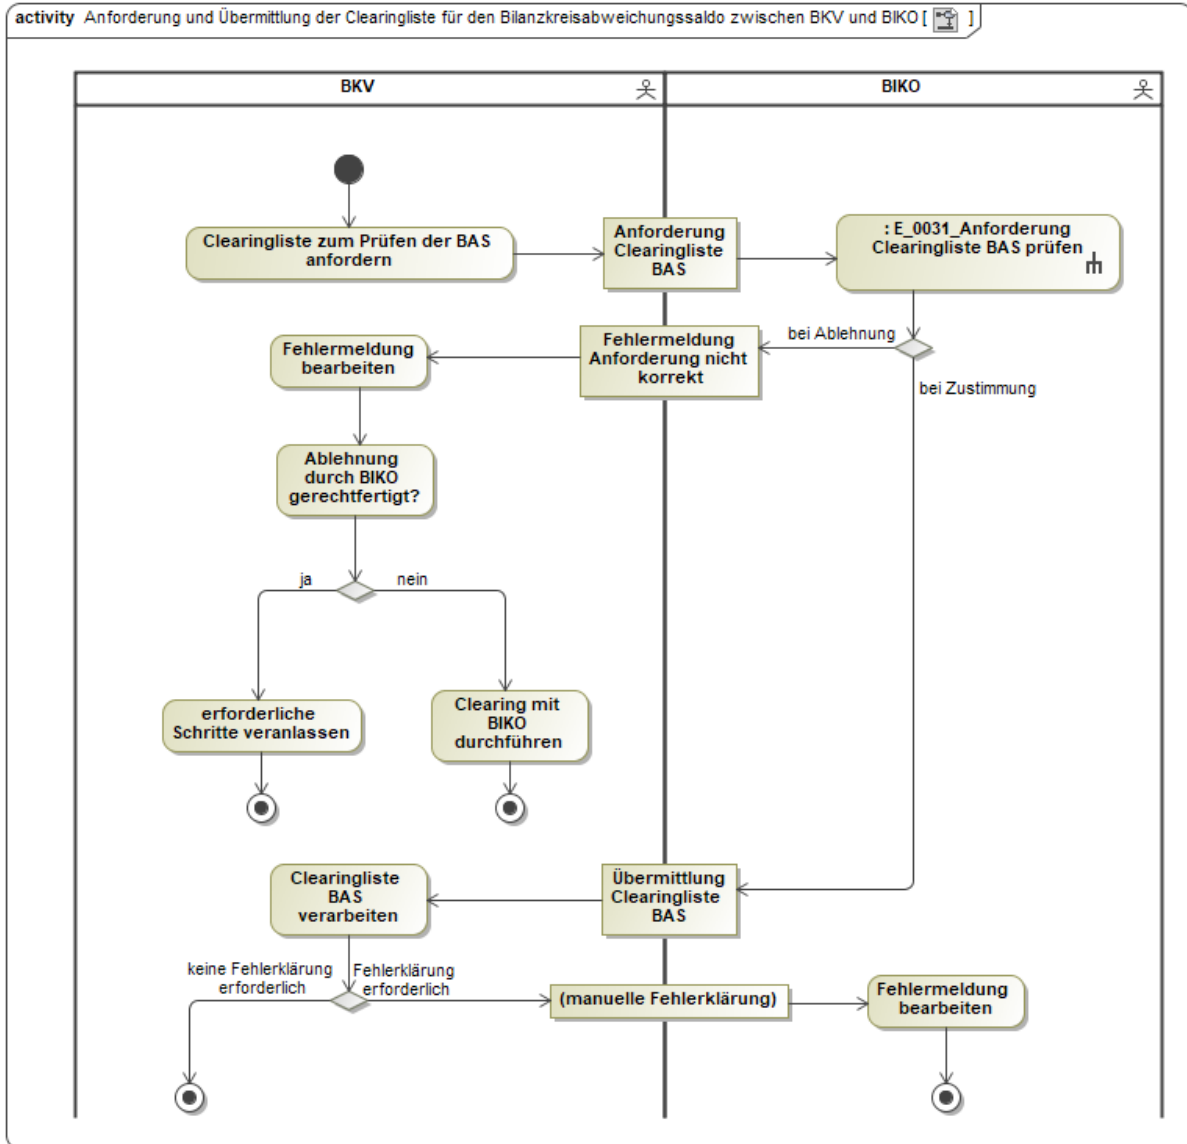 activity Anforderung und Übermittlung der Clearingliste für den Bilanzkreisabweichungssaldo zwischen BKV und BIKO [ ]
BKV
BIKO
Clearingliste zum Prüfen der BAS
anfordern
Anforderung
Clearingliste
BAS
: E_0031_Anforderung
Clearingliste BAS prüfen
bei Ablehnung
Fehlermeldung
Anforderung nicht
korrekt
Fehlermeldung
bearbeiten
bei Zustimmung
Ablehnung
durch BIKO
gerechtfertigt?
ja
nein
erforderliche
Schritte veranlassen
Clearing mit
BIKO
durchführen
Clearingliste
BAS
verarbeiten
Übermittlung
Clearingliste
BAS
keine Fehlerklärung
erforderlich
Fehlerklärung
erforderlich
(manuelle Fehlerklärung)
Fehlermeldung
bearbeiten